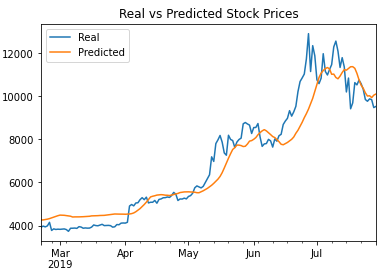 Real vs Predicted Stock Prices
Real
Predicted
12000
10000
8000
6000
4000
Mar
2019
Apr
May
Jun
Jul